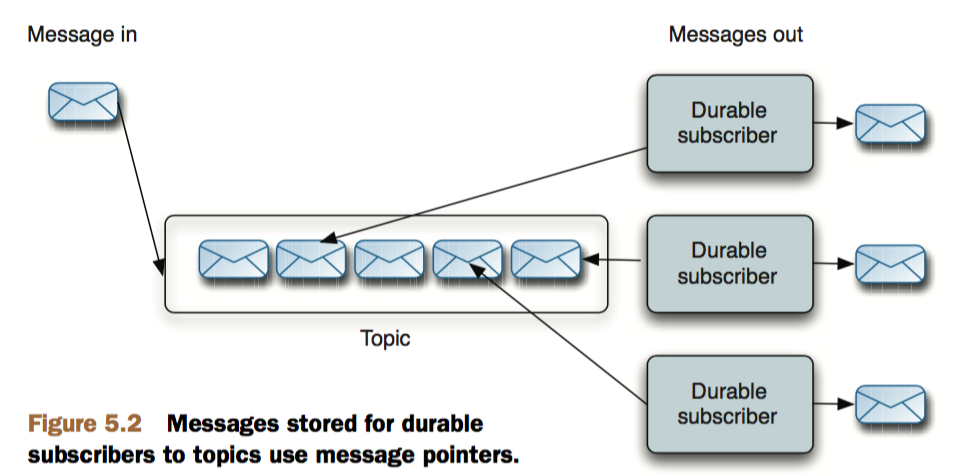 Message in
Messages out
Durable
subscriber
Durable
subscriber
Topic
Durable
subscriber
Figure 5.2 Messages stored for durable
subscribers to topics use message pointers.